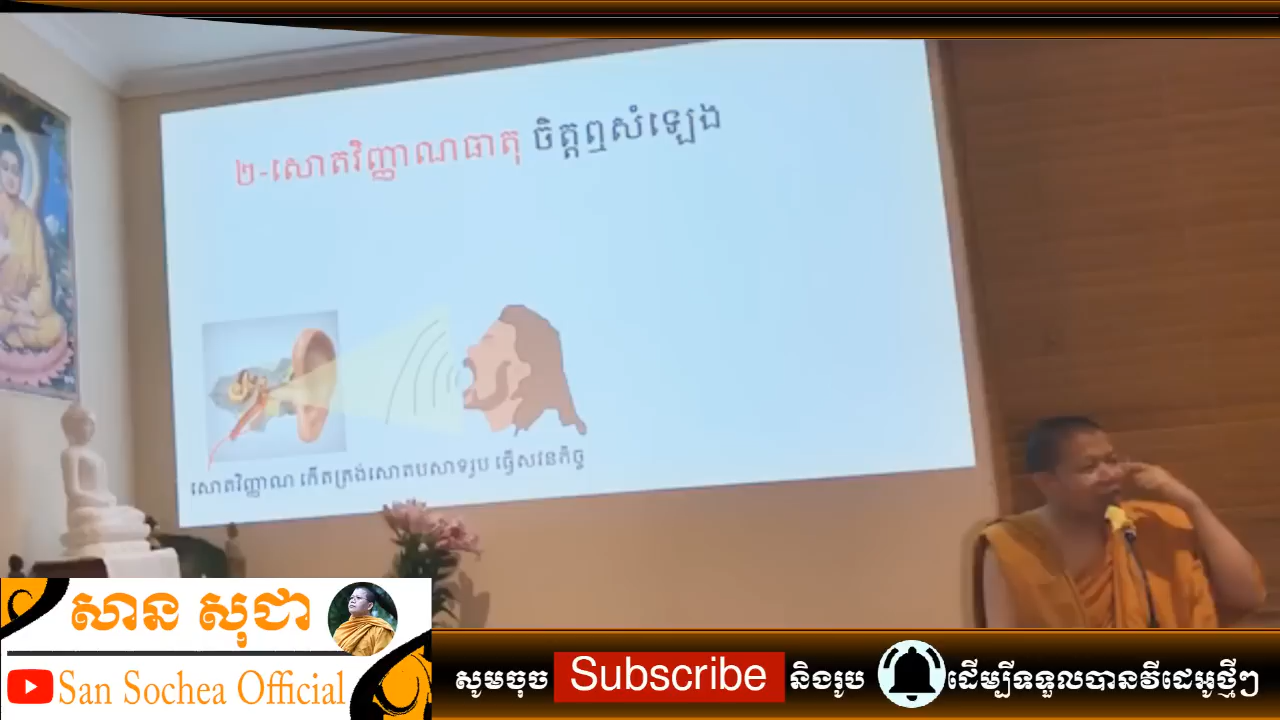 ២-សោតវិញ្ញាណធាតុ ចិត្តឮសំឡេង
សោតវិញ្ញាណ កើតត្រង់សោតបសាទរូប ធ្វើសវនកិច្ច
សាន សុជា
San Sochea Official
សូមចុច Subscribe និងរូប ដើម្បីទទួលបានវីដេអូថ្មីៗ